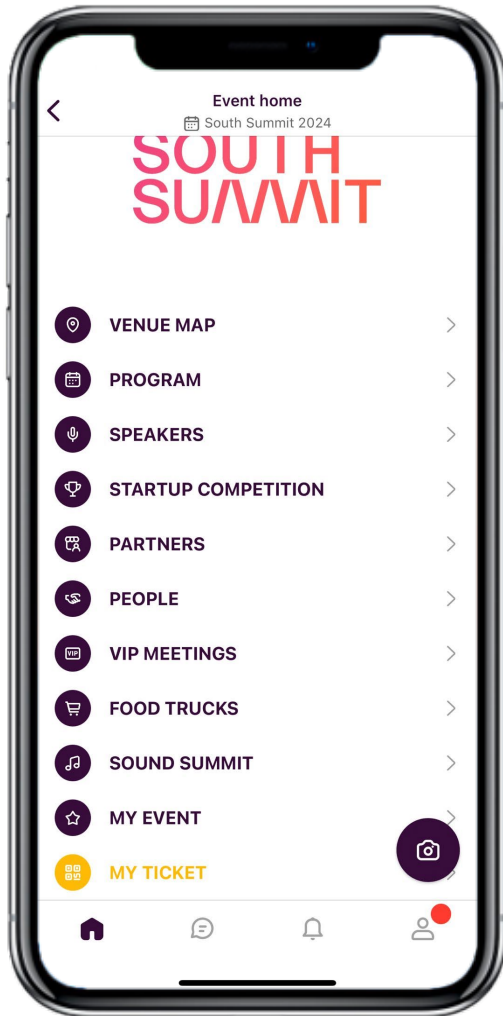 Event home
South Summit 2024
SOUTH
SUMMIT
VENUE MAP
PROGRAM
SPEAKERS
STARTUP COMPETITION
PARTNERS
PEOPLE
VIP
VIP MEETINGS
FOOD TRUCKS
SOUND SUMMIT
MY EVENT
MY TICKET